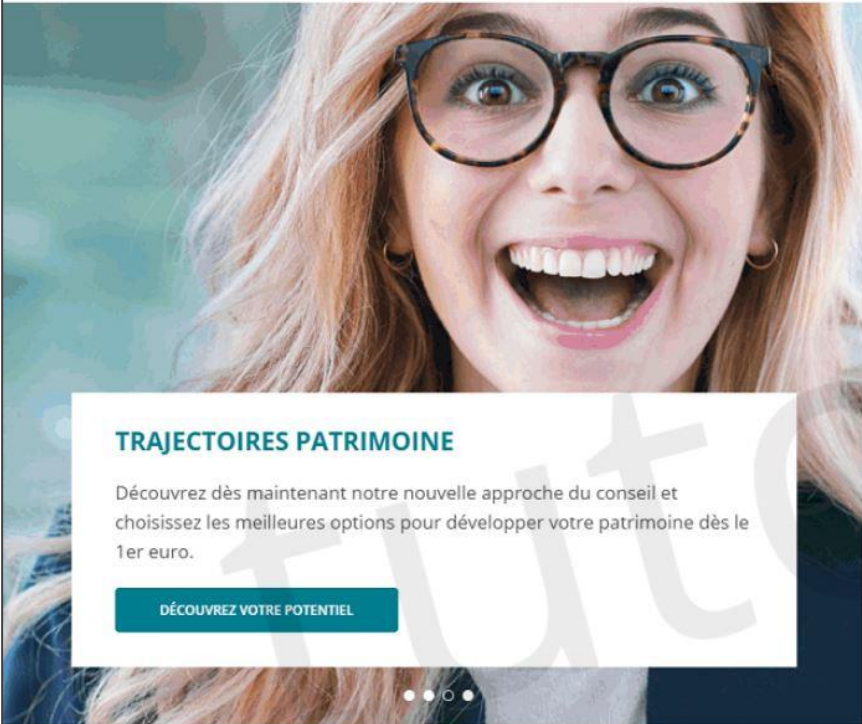 TRAJECTOIRES PATRIMOINE
Découvrez dès maintenant notre nouvelle approche du conseil et
choisissez les meilleures options pour développer votre patrimoine dès le
1er euro.
DÉCOUVREZ VOTRE POTENTIEL
tuto